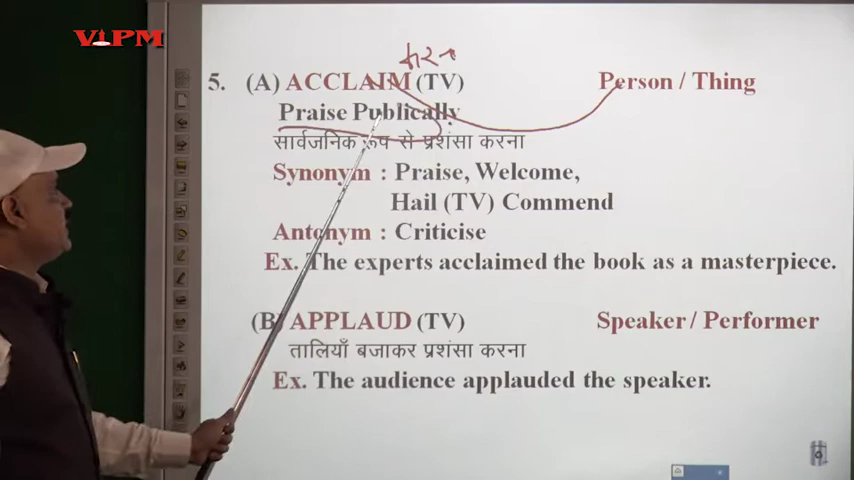 VIPM
5. (A) ACCLAIM (TV) Person / Thing
Praise Publically
सार्वजनिक रूप से प्रशंसा करना
Synonym : Praise, Welcome,
Hail (TV) Commend
Antonym : Criticise
Ex. The experts acclaimed the book as a masterpiece.
(B) APPLAUD (TV) Speaker / Performer
तालियाँ बजाकर प्रशंसा करना
Ex. The audience applauded the speaker.